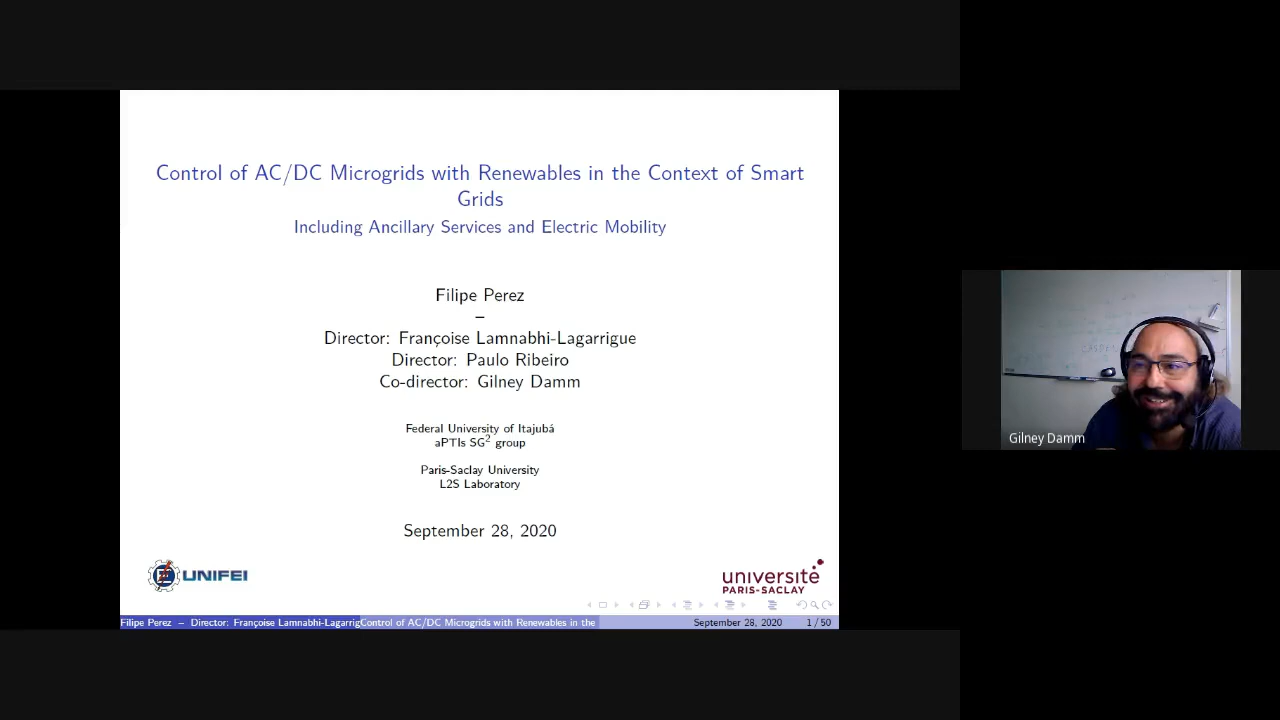 Control of AC/DC Microgrids with Renewables in the Context of Smart
Grids
Including Ancillary Services and Electric Mobility
Filipe Perez
–
Director: Françoise Lamnabhi-Lagarrigue
Director: Paulo Ribeiro
Co-director: Gilney Damm
Federal University of Itajubá
aPTIs SG² group
Paris-Saclay University
L2S Laboratory
September 28, 2020
UNIFEI
université
PARIS-SACLAY
Filipe Perez – Director: Françoise Lamnabhi-Lagarrig
Control of AC/DC Microgrids with Renewables in the
September 28, 2020
1 / 50
Gilney Damm